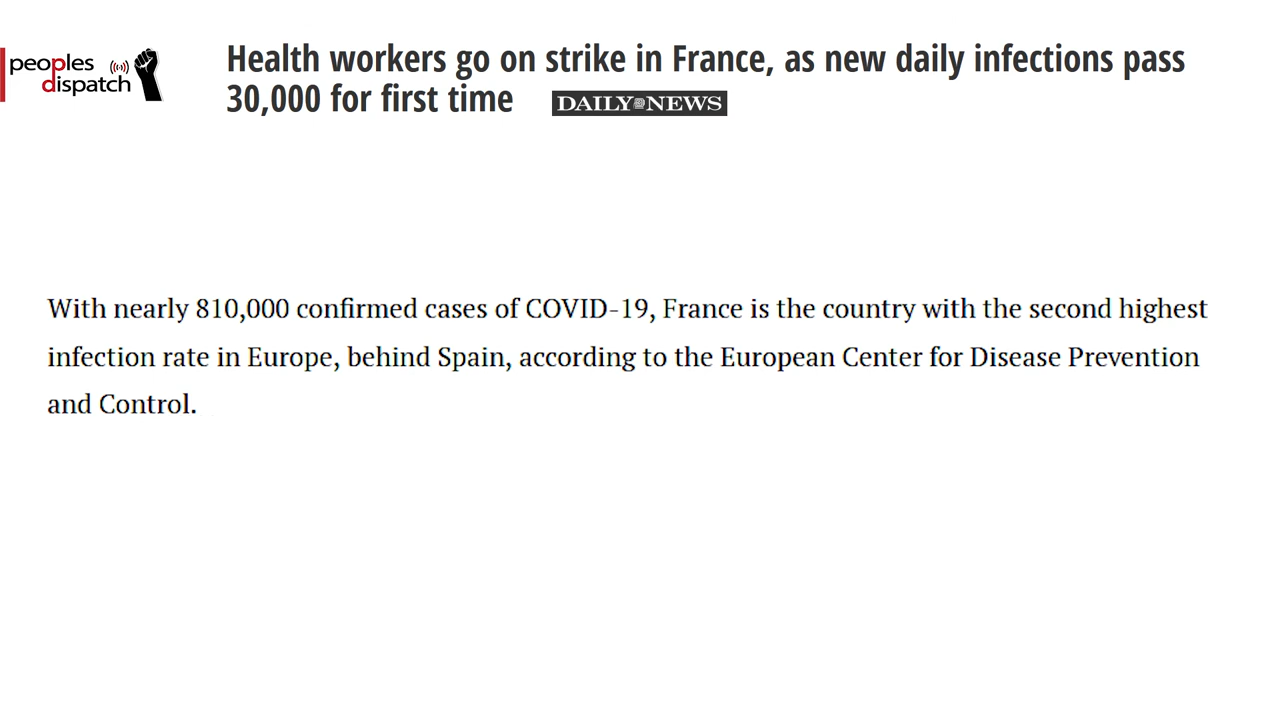 peoples
dispatch
Health workers go on strike in France, as new daily infections pass
30,000 for first time
DAILY NEWS
With nearly 810,000 confirmed cases of COVID-19, France is the country with the second highest
infection rate in Europe, behind Spain, according to the European Center for Disease Prevention
and Control.